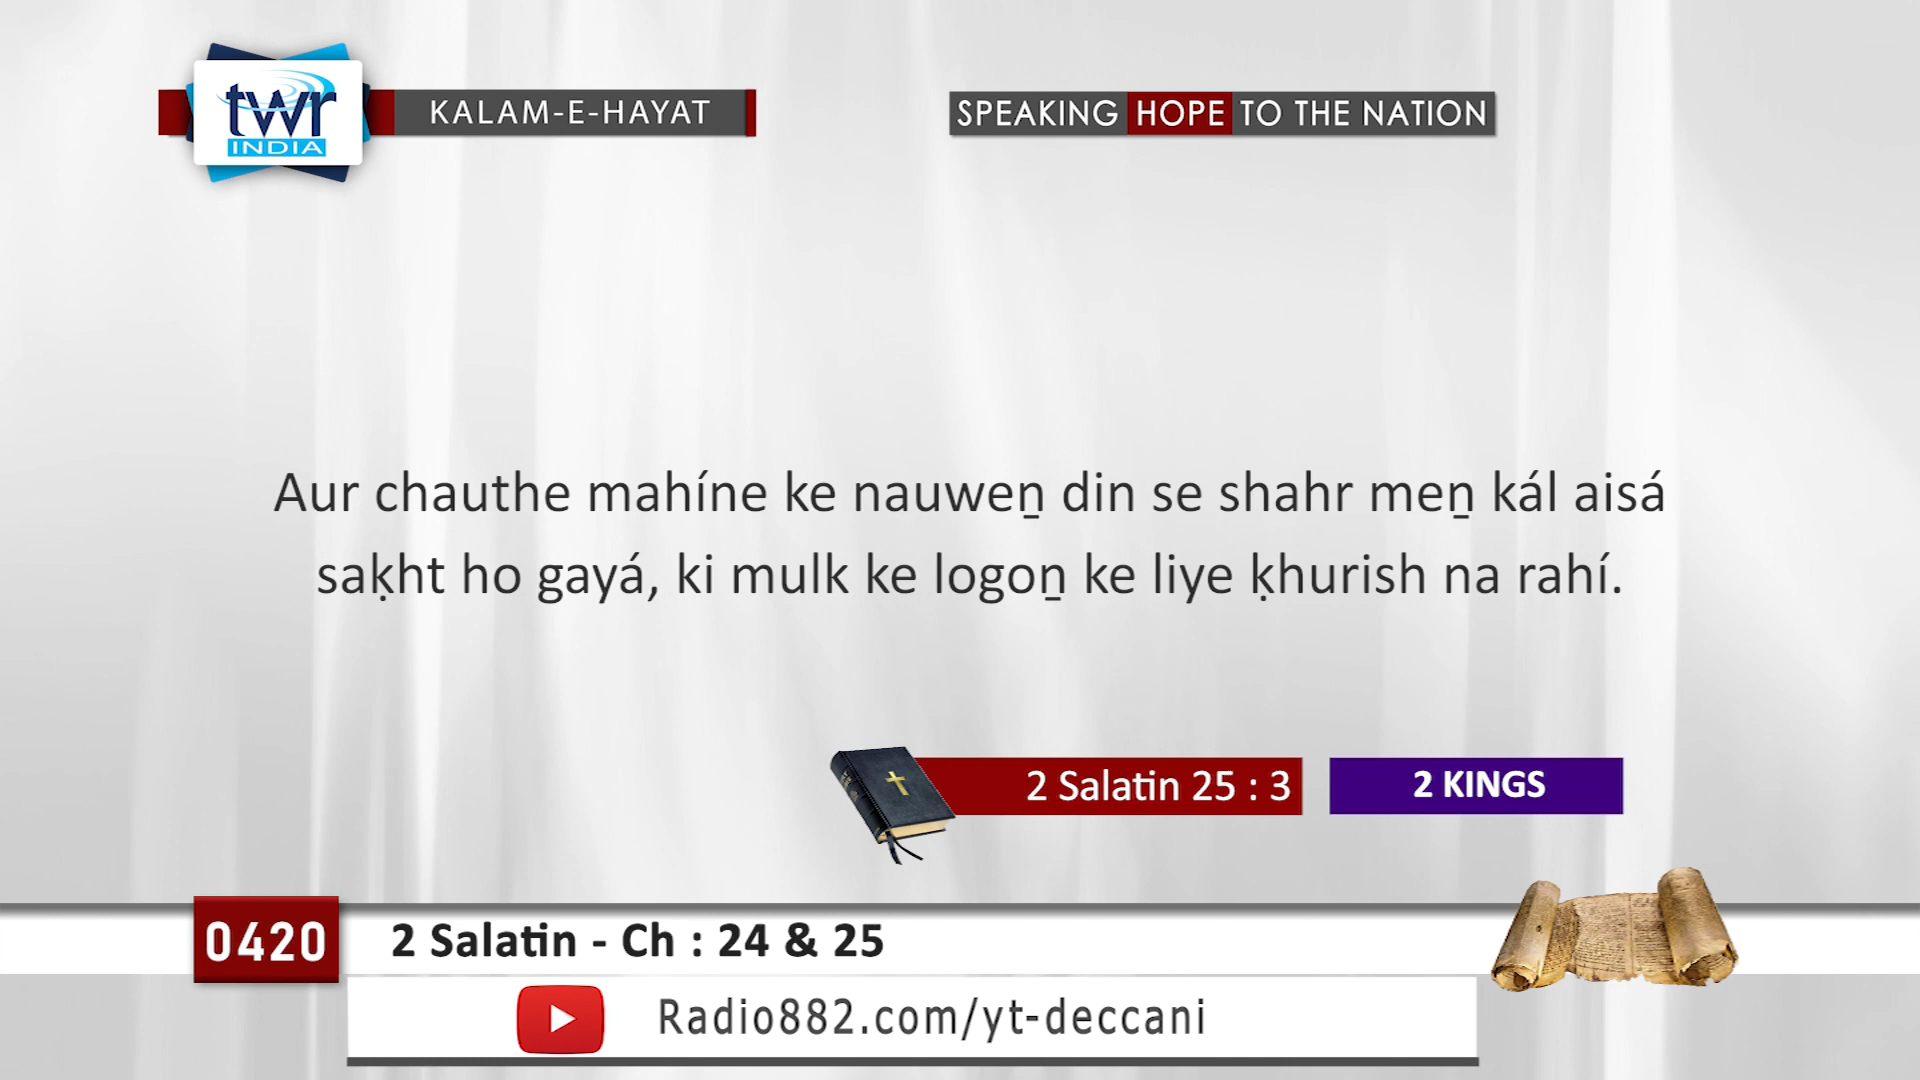 twr
INDIA
KALAM-E-HAYAT
SPEAKING HOPE TO THE NATION
Aur chauthe mahíne ke nauweṉ din se shahr meṉ kál aisá
saḳht ho gayá, ki mulk ke logoṉ ke liye ḳhurish na rahí.
2 Salatin 25 : 3
2 KINGS
0420
2 Salatin - Ch : 24 & 25
Radio882.com/yt-deccani